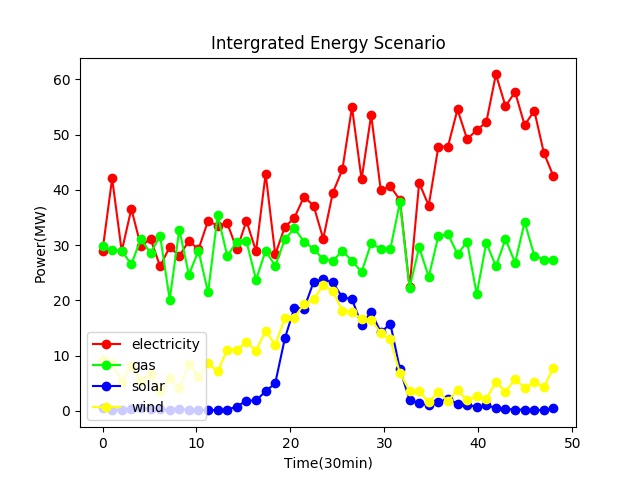 Intergrated Energy Scenario
Power(MW)
60
50
40
30
20
10
0
electricity
gas
solar
wind
0 10 20 30 40 50
Time(30min)